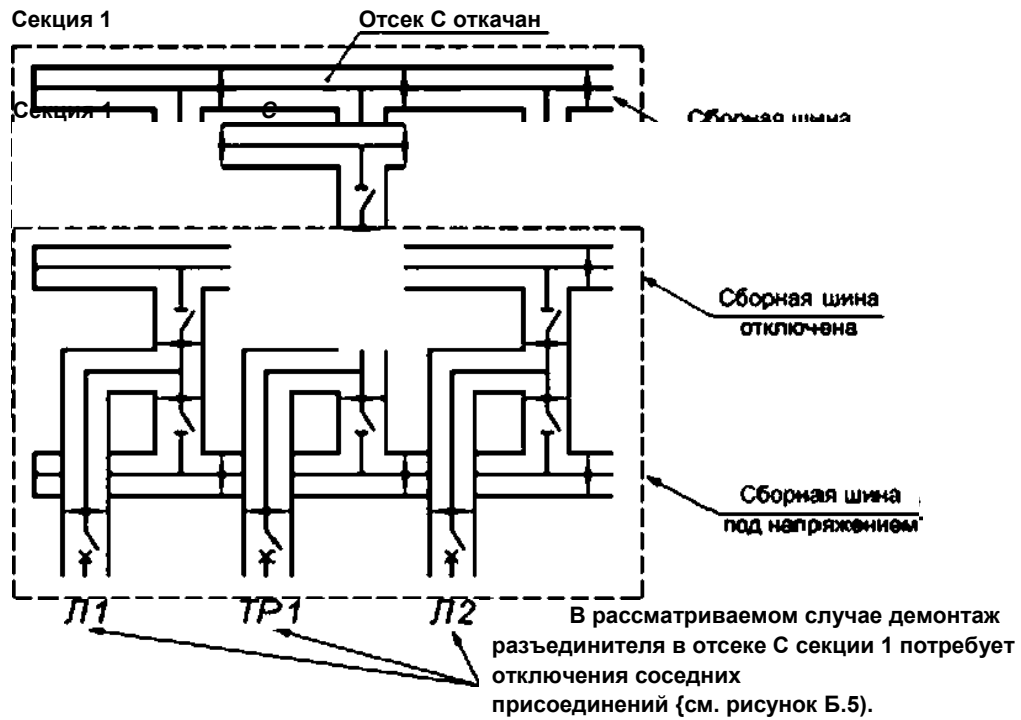 Секция 1
Отсек С откачан
Секция 1
С
Сборная шина
Сборная шина
отключена
Сборная шина
под напряжением
Л1
ТР1
Л2
В рассматриваемом случае демонтаж
разъединителя в отсеке С секции 1 потребует
отключения соседних
присоединений {см. рисунок Б.5).